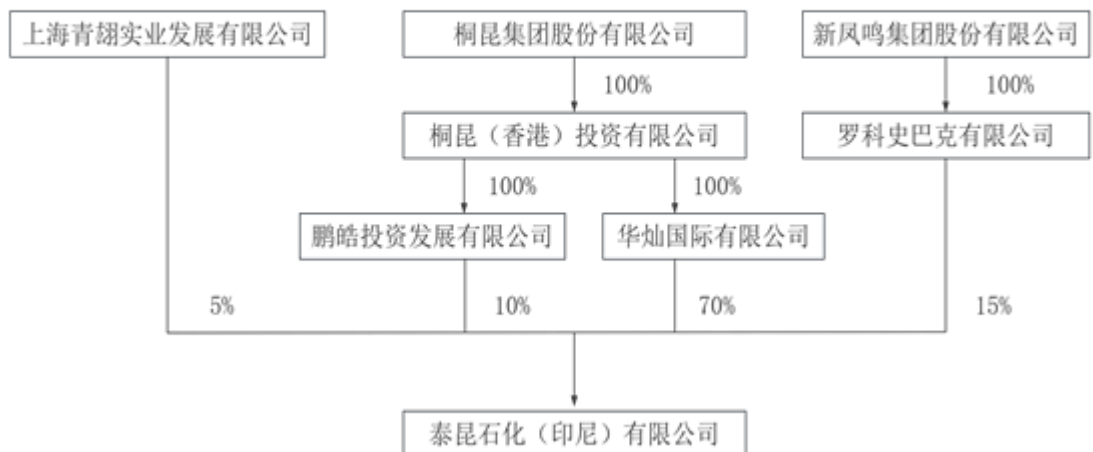 上海青翃实业发展有限公司
桐昆集团股份有限公司
新凤鸣集团股份有限公司
100%
100%
桐昆（香港）投资有限公司
罗科史巴克有限公司
100%
100%
鹏皓投资发展有限公司
华灿国际有限公司
5%
10%
70%
15%
泰昆石化（印尼）有限公司